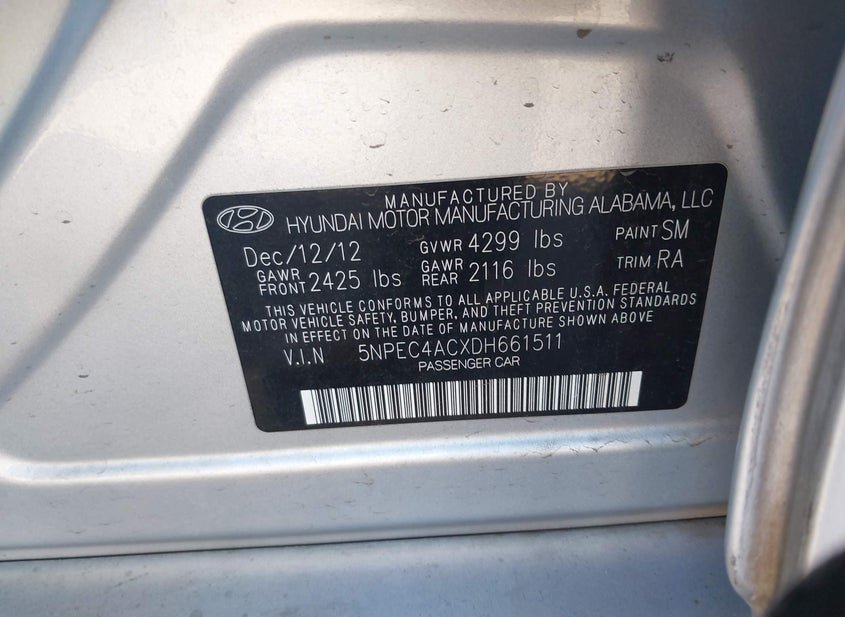 MANUFACTURED BY
HYUNDAI MOTOR MANUFACTURING ALABAMA, LLC
Dec/12/12 GVWR 4299 lbs PAINT SM
GAWR FRONT 2425 lbs GAWR REAR 2116 lbs TRIM RA
THIS VEHICLE CONFORMS TO ALL APPLICABLE U.S.A. FEDERAL
MOTOR VEHICLE SAFETY, BUMPER, AND THEFT PREVENTION STANDARDS
IN EFFECT ON THE DATE OF MANUFACTURE SHOWN ABOVE
V.I.N 5NPEC4ACXDH661511
PASSENGER CAR